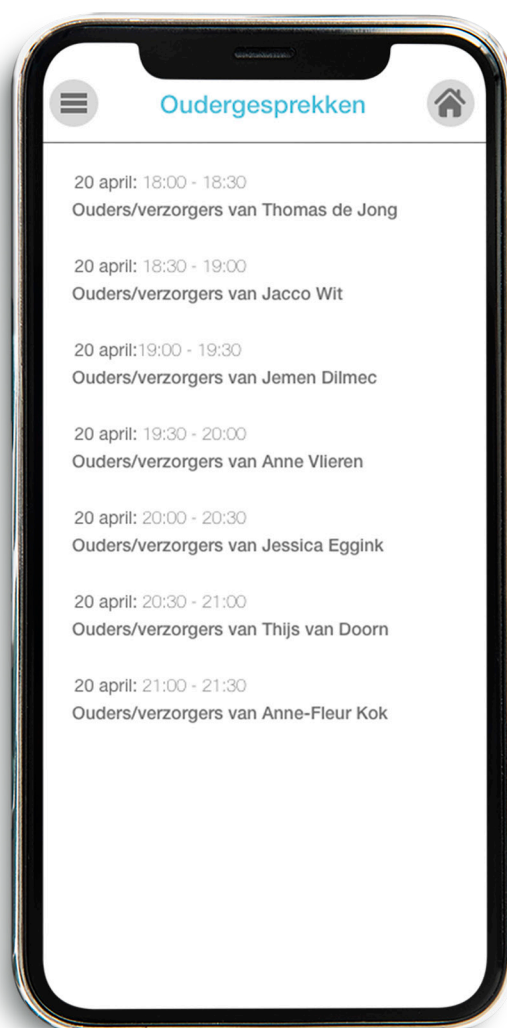 Oudergesprekken
20 april: 18:00 - 18:30
Ouders/verzorgers van Thomas de Jong
20 april: 18:30 - 19:00
Ouders/verzorgers van Jacco Wit
20 april:19:00 - 19:30
Ouders/verzorgers van Jemen Dilmec
20 april: 19:30 - 20:00
Ouders/verzorgers van Anne Vlieren
20 april: 20:00 - 20:30
Ouders/verzorgers van Jessica Eggink
20 april: 20:30 - 21:00
Ouders/verzorgers van Thijs van Doorn
20 april: 21:00 - 21:30
Ouders/verzorgers van Anne-Fleur Kok